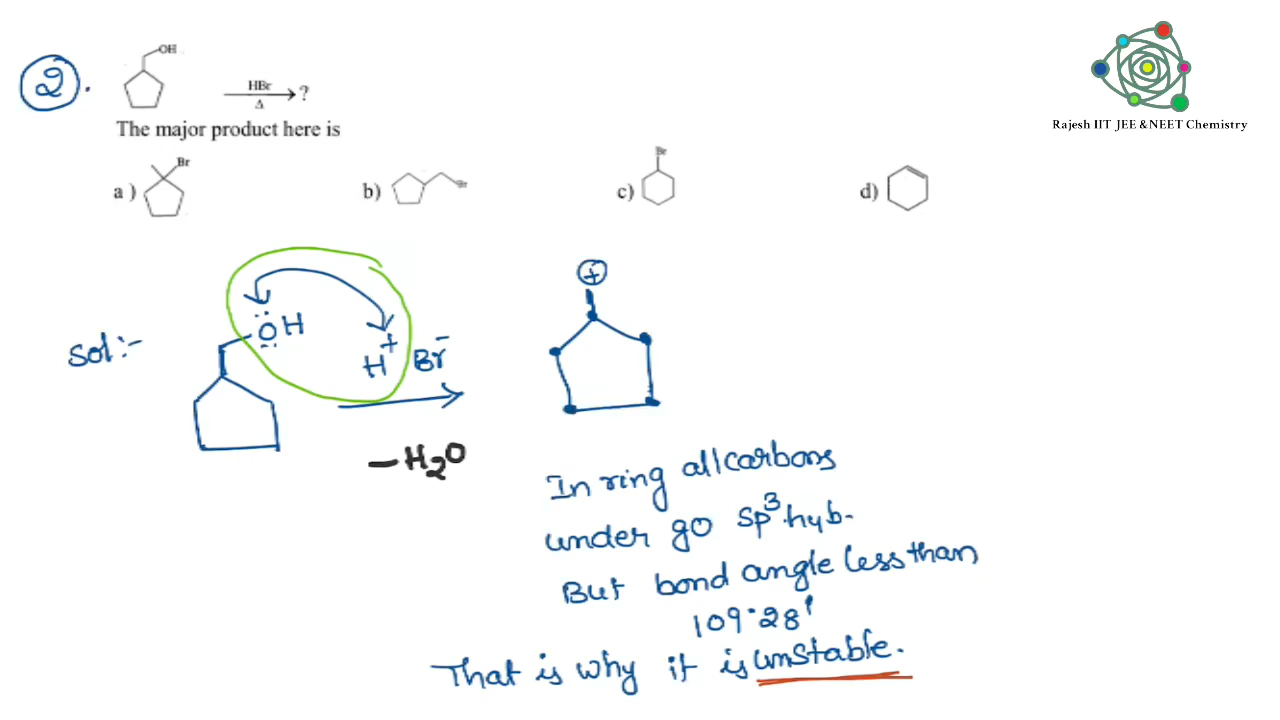 2.
OH
HBr
Δ
?
The major product here is
a )
Br
b)
Br
c)
Br
d)
Rajesh IIT JEE &NEET Chemistry
Sol:-
ÖH
H+ Br-
-H2O
+
In ring all carbons
under go Sp3 hyb.
But bond angle less than
109°28'
That is why it is unstable.